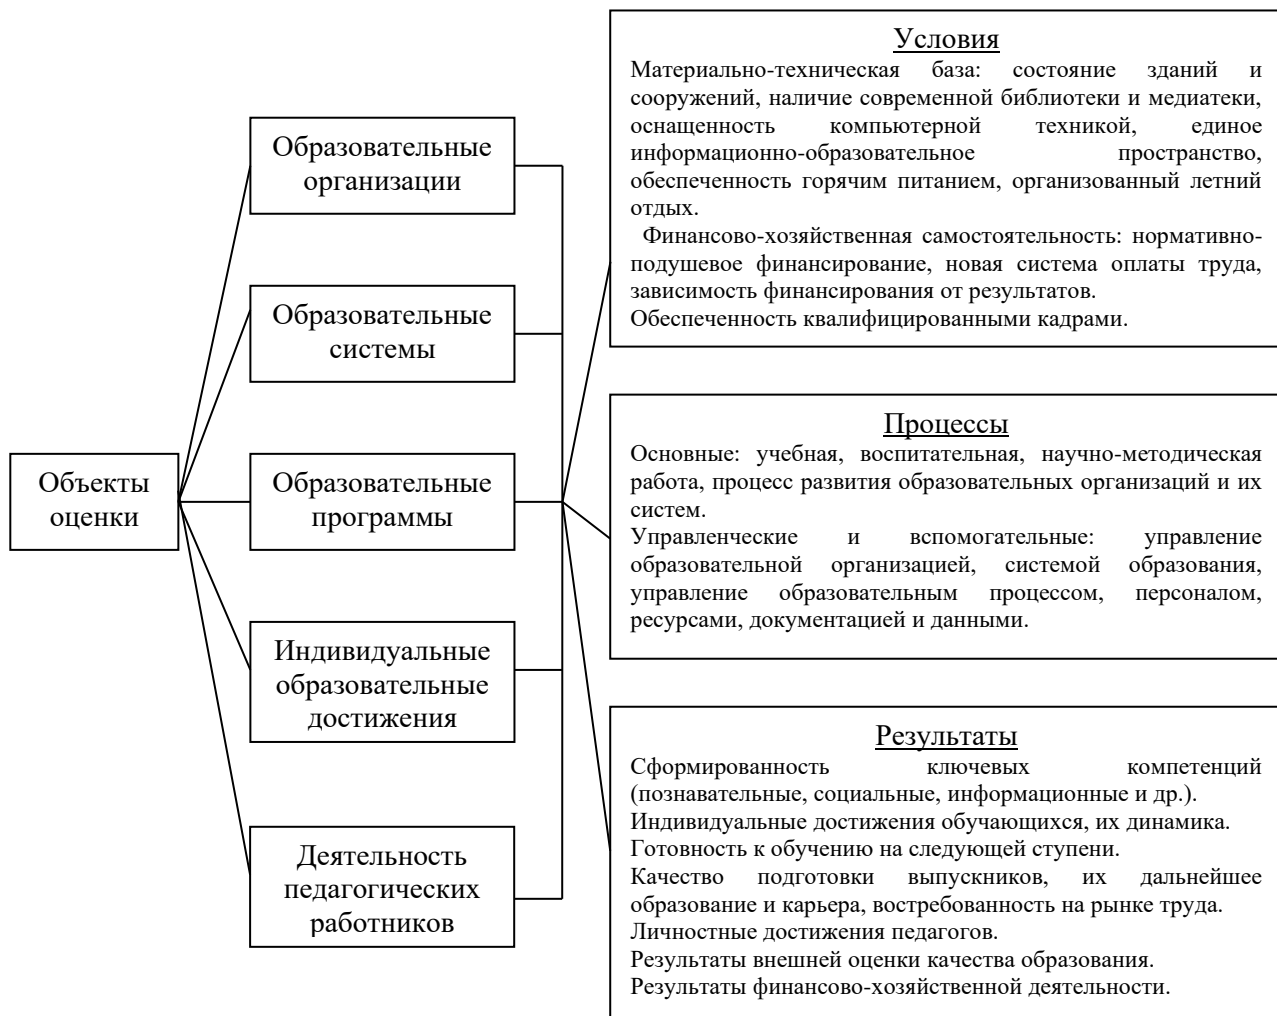 Объекты
оценки
Образовательные
организации
Образовательные
системы
Образовательные
программы
Индивидуальные
образовательные
достижения
Деятельность
педагогических
работников
Условия
Материально-техническая база: состояние зданий и
сооружений, наличие современной библиотеки и медиатеки,
оснащенность компьютерной техникой, единое
информационно-образовательное пространство,
обеспеченность горячим питанием, организованный летний
отдых.
Финансово-хозяйственная самостоятельность: нормативно-
подушевое финансирование, новая система оплаты труда,
зависимость финансирования от результатов.
Обеспеченность квалифицированными кадрами.
Процессы
Основные: учебная, воспитательная, научно-методическая
работа, процесс развития образовательных организаций и их
систем.
Управленческие и вспомогательные: управление
образовательной организацией, системой образования,
управление образовательным процессом, персоналом,
ресурсами, документацией и данными.
Результаты
Сформированность ключевых компетенций
(познавательные, социальные, информационные и др.).
Индивидуальные достижения обучающихся, их динамика.
Готовность к обучению на следующей ступени.
Качество подготовки выпускников, их дальнейшее
образование и карьера, востребованность на рынке труда.
Личностные достижения педагогов.
Результаты внешней оценки качества образования.
Результаты финансово-хозяйственной деятельности.